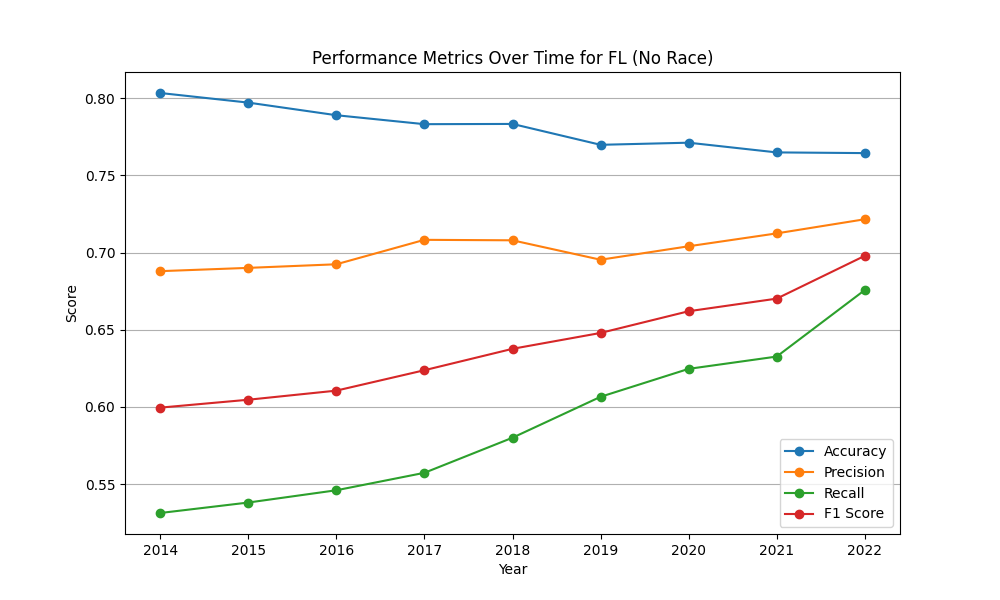 Performance Metrics Over Time for FL (No Race)
0.80
0.75
0.70
0.65
0.60
0.55
Score
Accuracy
Precision
Recall
F1 Score
2014 2015 2016 2017 2018 2019 2020 2021 2022
Year